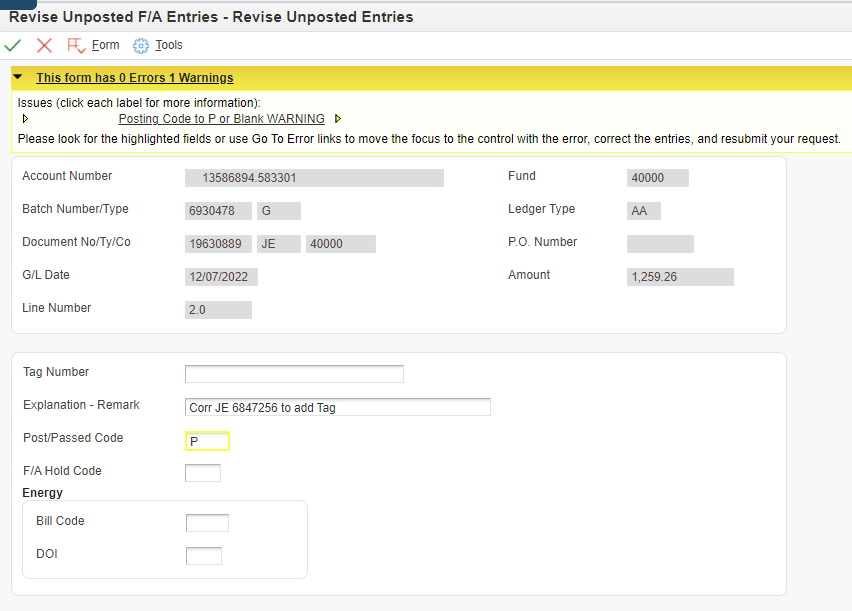 Revise Unposted F/A Entries - Revise Unposted Entries
Form Tools
This form has 0 Errors 1 Warnings
Issues (click each label for more information):
Posting Code to P or Blank WARNING
Please look for the highlighted fields or use Go To Error links to move the focus to the control with the error, correct the entries, and resubmit your request.
Account Number 13586894.583301 Fund 40000
Batch Number/Type 6930478 G Ledger Type AA
Document No/Ty/Co 19630889 JE 40000 P.O. Number
G/L Date 12/07/2022 Amount 1,259.26
Line Number 2.0
Tag Number
Explanation - Remark Corr JE 6847256 to add Tag
Post/Passed Code P
F/A Hold Code
Energy
Bill Code
DOI